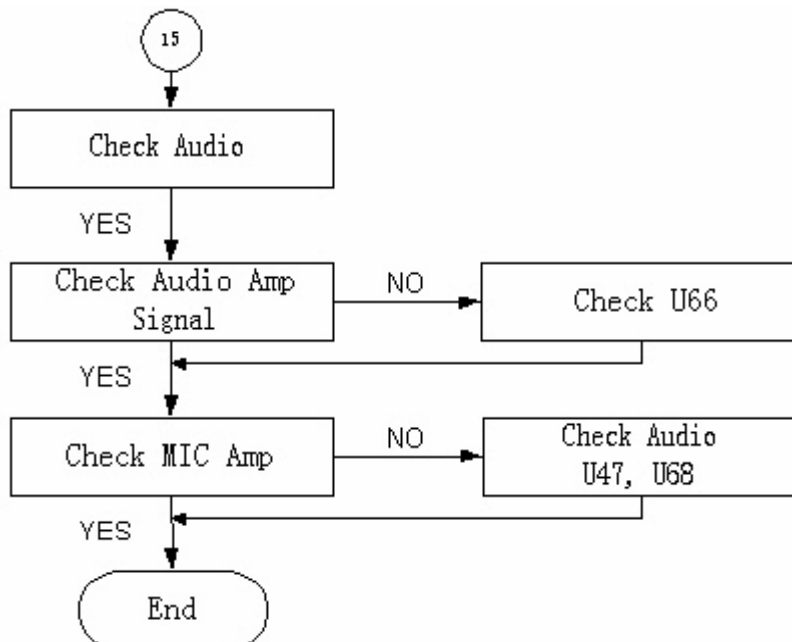 15
Check Audio
YES
Check Audio Amp
Signal
NO
Check U66
YES
Check MIC Amp
NO
Check Audio
U47, U68
YES
End